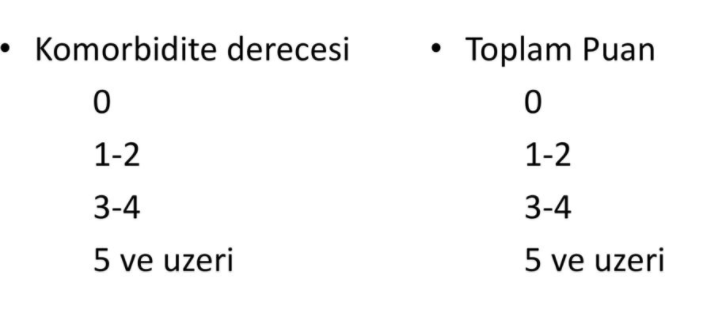 • Komorbidite derecesi
0
1-2
3-4
5 ve uzeri
• Toplam Puan
0
1-2
3-4
5 ve uzeri